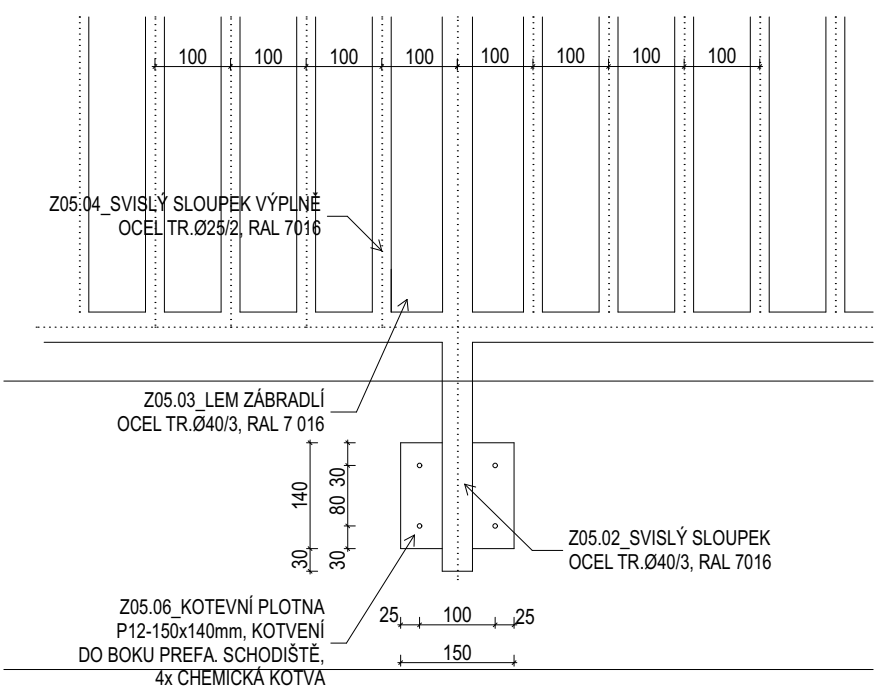 100 100 100 100 100 100 100 100
Z05.04_SVISLÝ SLOUPEK VÝPLNĚ
OCEL TR.Ø25/2, RAL 7016
Z05.03_LEM ZÁBRADLÍ
OCEL TR.Ø40/3, RAL 7 016
140
30
30
80
30
Z05.02_SVISLÝ SLOUPEK
OCEL TR.Ø40/3, RAL 7016
Z05.06_KOTEVNÍ PLOTNA
P12-150x140mm, KOTVENÍ
DO BOKU PREFA. SCHODIŠTĚ,
4x CHEMICKÁ KOTVA
25 100 25
150